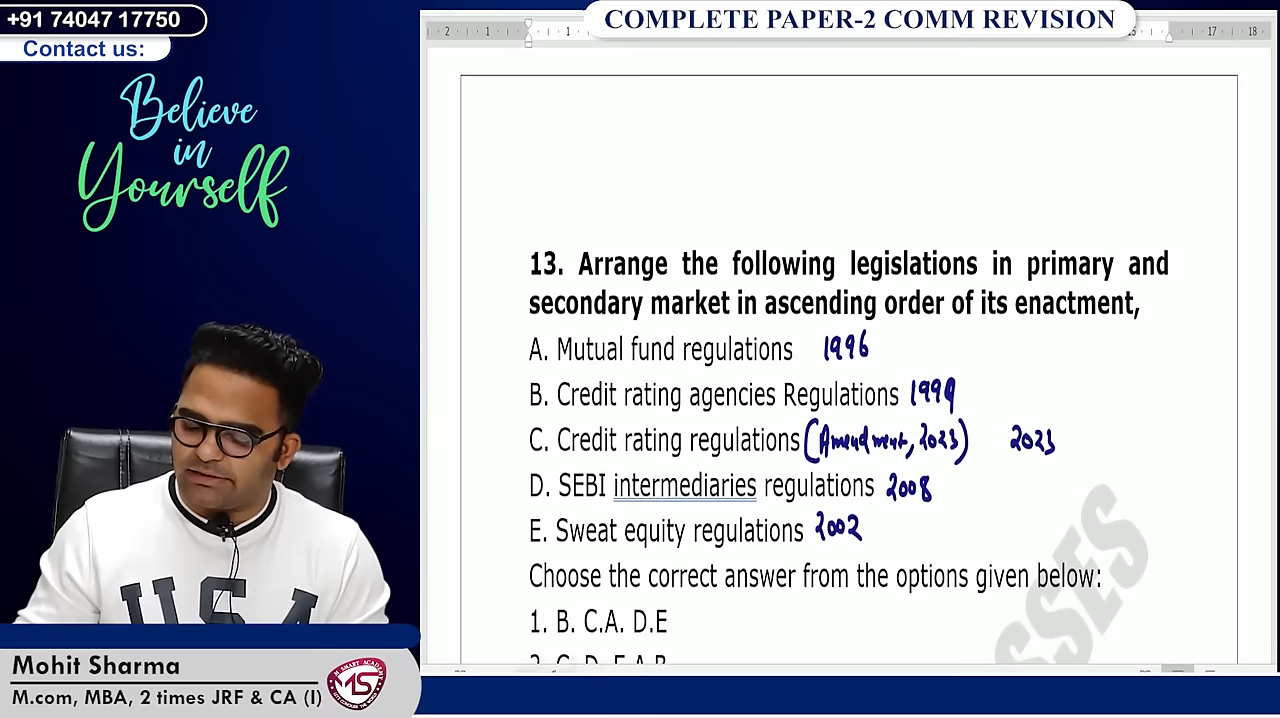 +91 74047 17750
Contact us:
COMPLETE PAPER-2 COMM REVISION
Believe
in
Yourself
13. Arrange the following legislations in primary and
secondary market in ascending order of its enactment,
A. Mutual fund regulations 1996
B. Credit rating agencies Regulations 1999
C. Credit rating regulations (Amendment, 2023) 2023
D. SEBI intermediaries regulations 2008
E. Sweat equity regulations 2002
Choose the correct answer from the options given below:
1. B. C.A. D.E
USA
SSES
Mohit Sharma
M.com, MBA, 2 times JRF & CA (I)